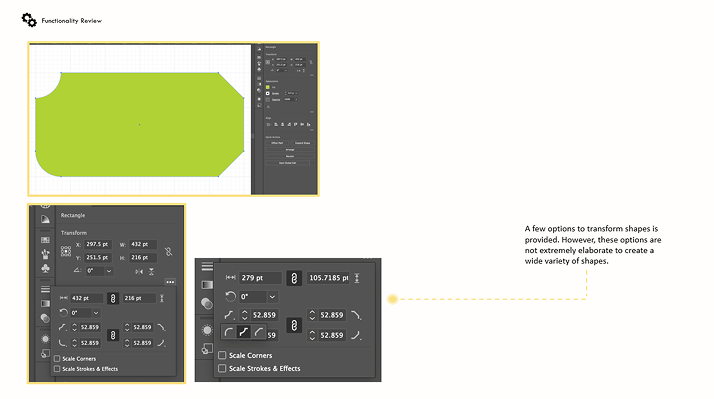 Functionality Review
Rectangle
Transform
X: 297.5 pt W: 432 pt
Y: 251.5 pt H: 216 pt
0°
432 pt 216 pt
0°
52.859 52.859
52.859 52.859
Scale Corners
Scale Strokes & Effects
279 pt 105.7185 pt
0°
52.859 52.859
59 52.859
Scale Corners
Scale Strokes & Effects
A few options to transform shapes is
provided. However, these options are
not extremely elaborate to create a
wide variety of shapes.